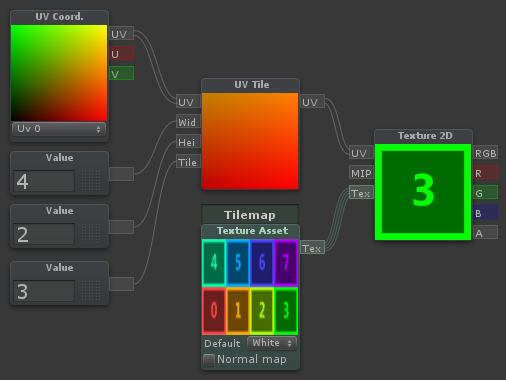 UV Coord.
UV
U
V
Uv 0
Value
4
Value
2
Value
3
UV Tile
UV
UV
Wid
Hei
Tile
Tilemap
Texture Asset
Tex
4 5 6 7
0 1 2 3
Default White
Normal map
Texture 2D
UV
RGB
MIP
R
Tex
G
B
A
3